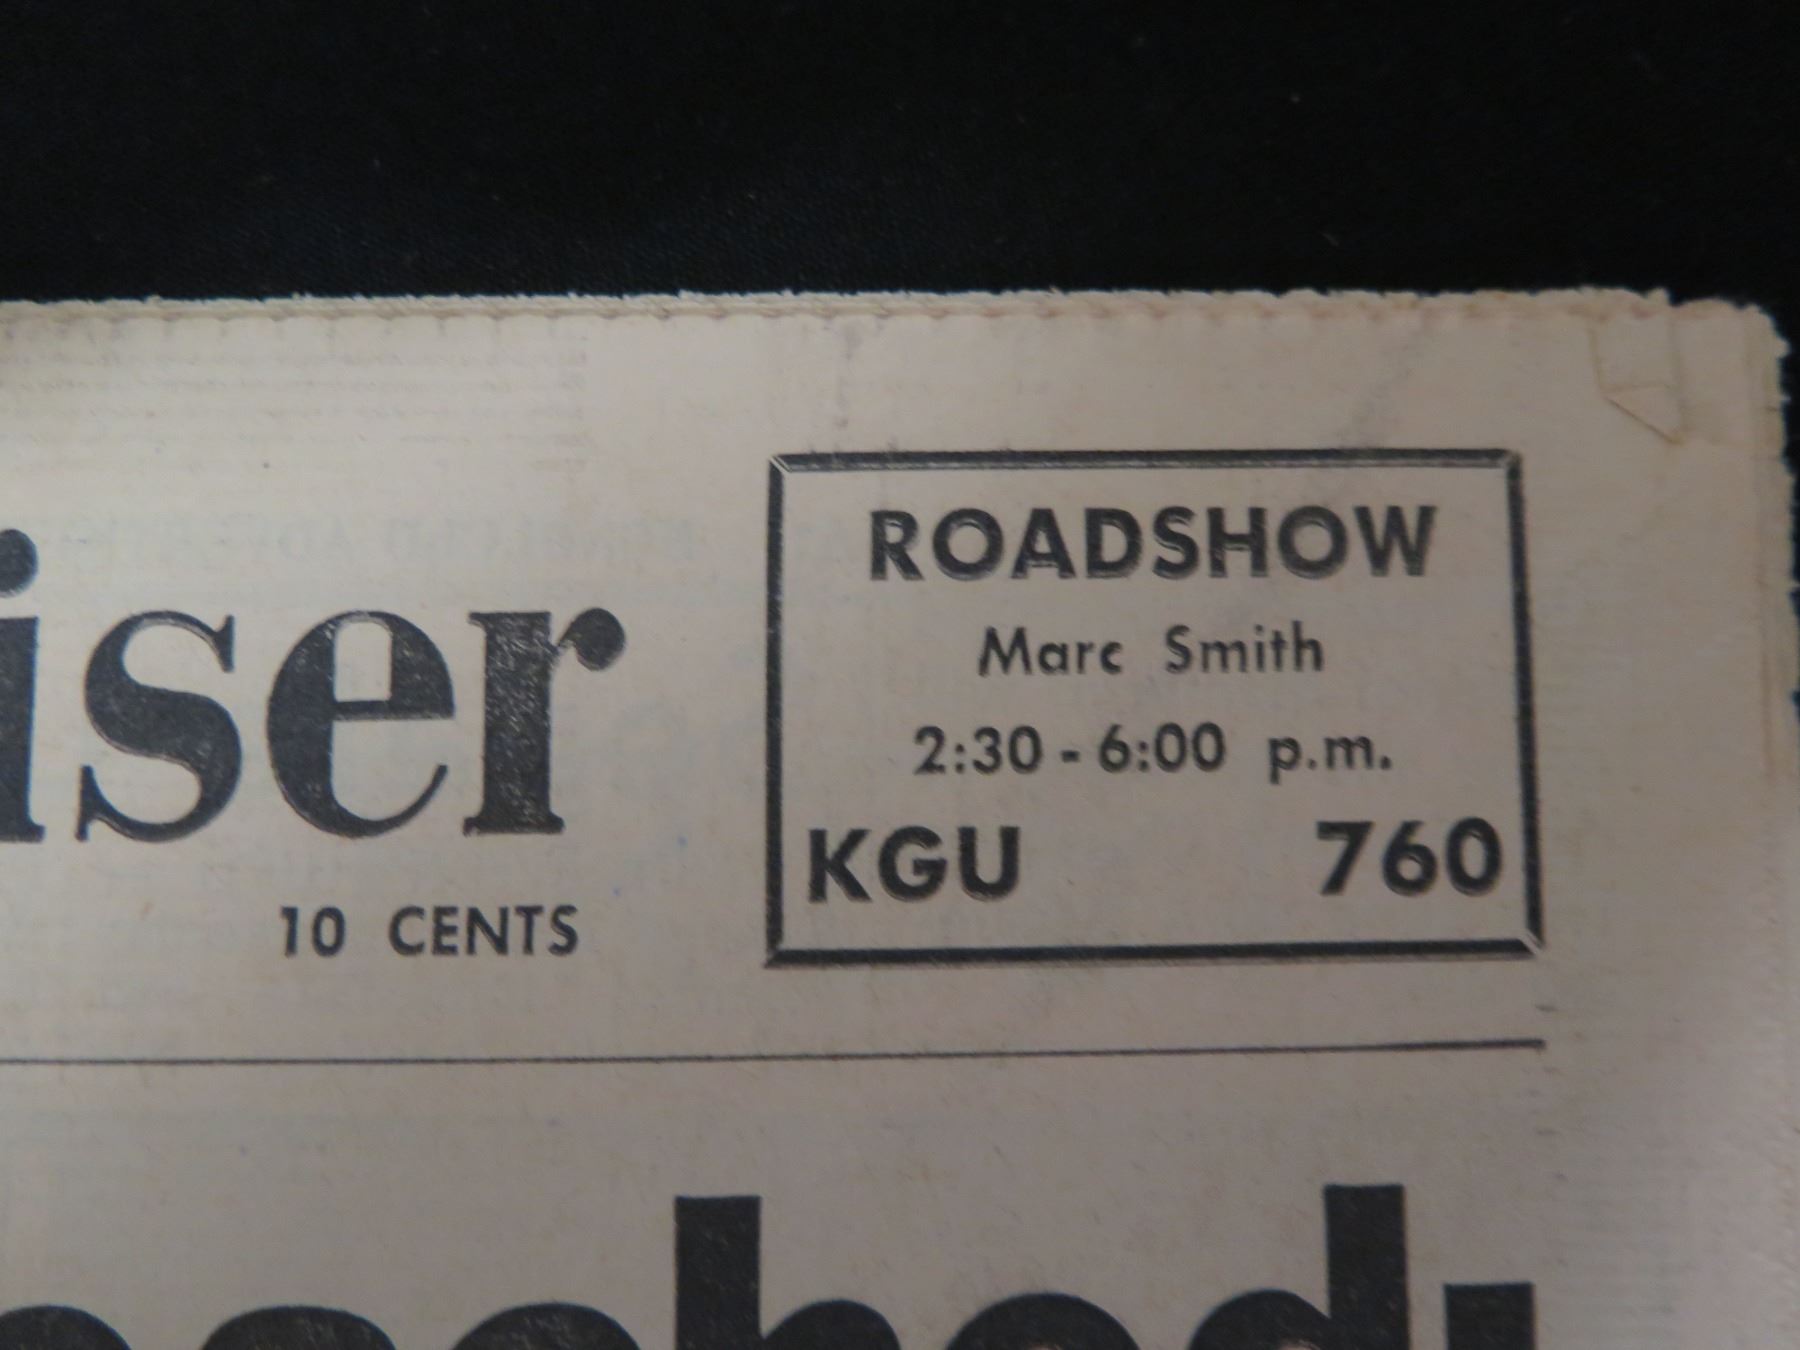 iser
10 CENTS
ROADSHOW
Marc Smith
2:30 - 6:00 p.m.
KGU 760